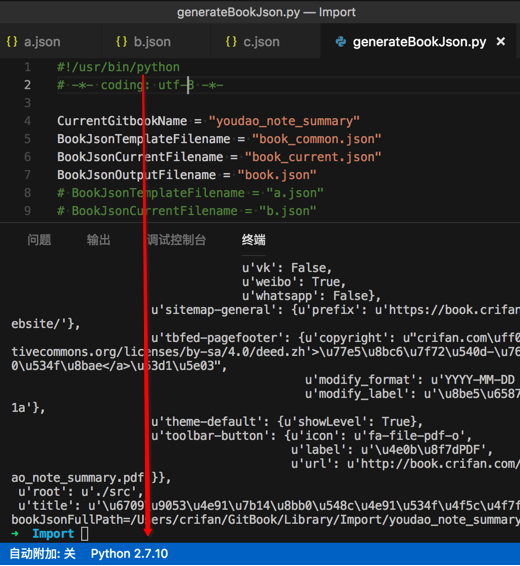 generateBookJson.py — Import
{} a.json
{} b.json
{} c.json
generateBookJson.py ×
1 #!/usr/bin/python
2 # -*- coding: utf-8 -*-
3
4 CurrentGitbookName = "youdao_note_summary"
5 BookJsonTemplateFilename = "book_common.json"
6 BookJsonCurrentFilename = "book_current.json"
7 BookJsonOutputFilename = "book.json"
8 # BookJsonTemplateFilename = "a.json"
9 # BookJsonCurrentFilename = "b.json"
问题 输出 调试控制台 终端
u'vk': False,
u'weibo': True,
u'whatsapp': False},
u'sitemap-general': {u'prefix': u'https://book.crifan
ebsite/'},
u'tbfed-pagefooter': {u'copyright': u"crifan.com\uff0
tivecommons.org/licenses/by-sa/4.0/deed.zh'>\u77e5\u8bc6\u7f72\u540d-\u76
0\u534f\u8bae</a>\u53d1\u5e03",
u'modify_format': u'YYYY-MM-DD
u'modify_label': u'\u8be5\u6587
1a'},
u'theme-default': {u'showLevel': True},
u'toolbar-button': {u'icon': u'fa-file-pdf-o',
u'label': u'\u4e0b\u8f7dPDF',
u'url': u'http://book.crifan.com/
ao_note_summary.pdf'}},
u'root': u'./src',
u'title': u'\u6709\u9053\u4e91\u7b14\u8bb0\u548c\u4e91\u534f\u4f5c\u4f7f
bookJsonFullPath=/Users/crifan/GitBook/Library/Import/youdao_note_summary
→ Import
自动附加: 关 Python 2.7.10